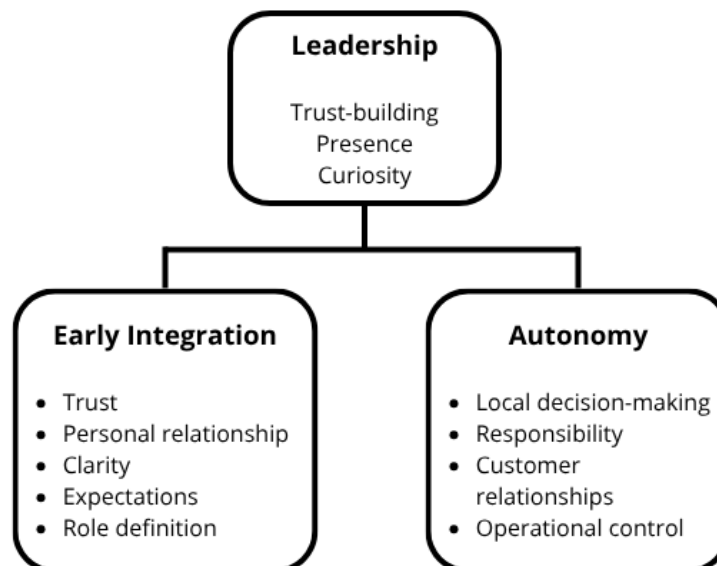 Leadership
Trust-building
Presence
Curiosity
Early Integration
• Trust
• Personal relationship
• Clarity
• Expectations
• Role definition
Autonomy
• Local decision-making
• Responsibility
• Customer
relationships
• Operational control